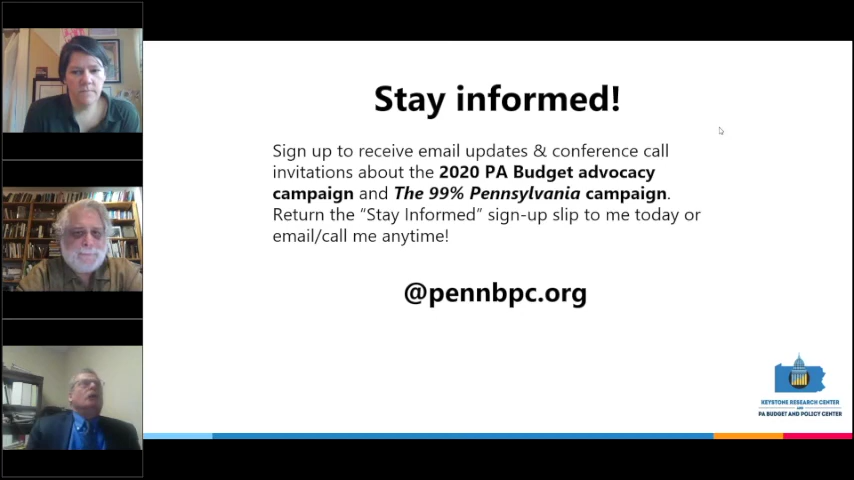 Stay informed!
Sign up to receive email updates & conference call
invitations about the 2020 PA Budget advocacy
campaign and The 99% Pennsylvania campaign.
Return the “Stay Informed” sign-up slip to me today or
email/call me anytime!
@pennbpc.org
KEYSTONE RESEARCH CENTER
AND
PA BUDGET AND POLICY CENTER